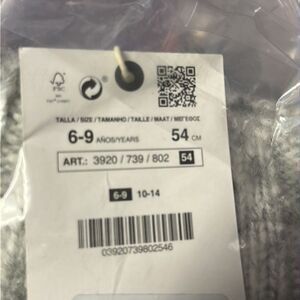 FSC
TALLA / SIZE / TAMANHO / TAILLE / MAAT / ΜΕΓΕΘΟΣ
6-9 AÑOS/YEARS 54 CM
ART.: 3920 / 739 / 802 54
6-9 10-14
03920739802546